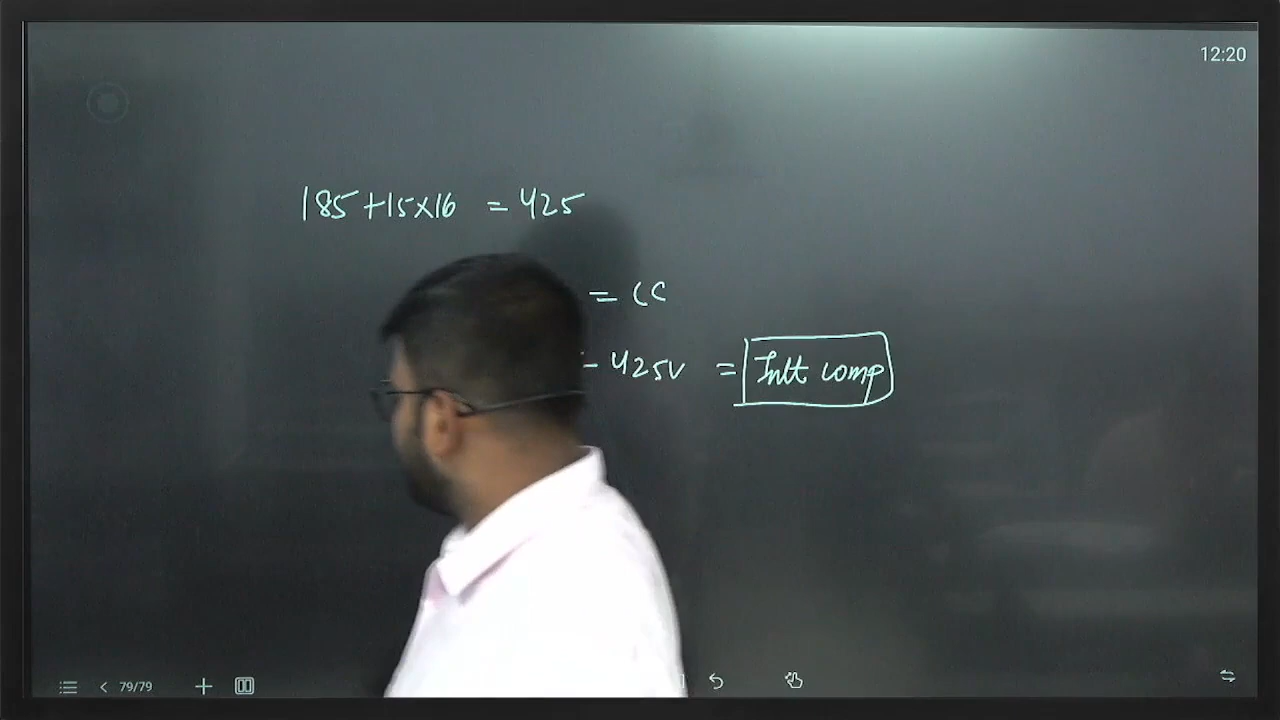 12:20
185+15×16 = 425
= CC
- 425V = Intt comp
79/79